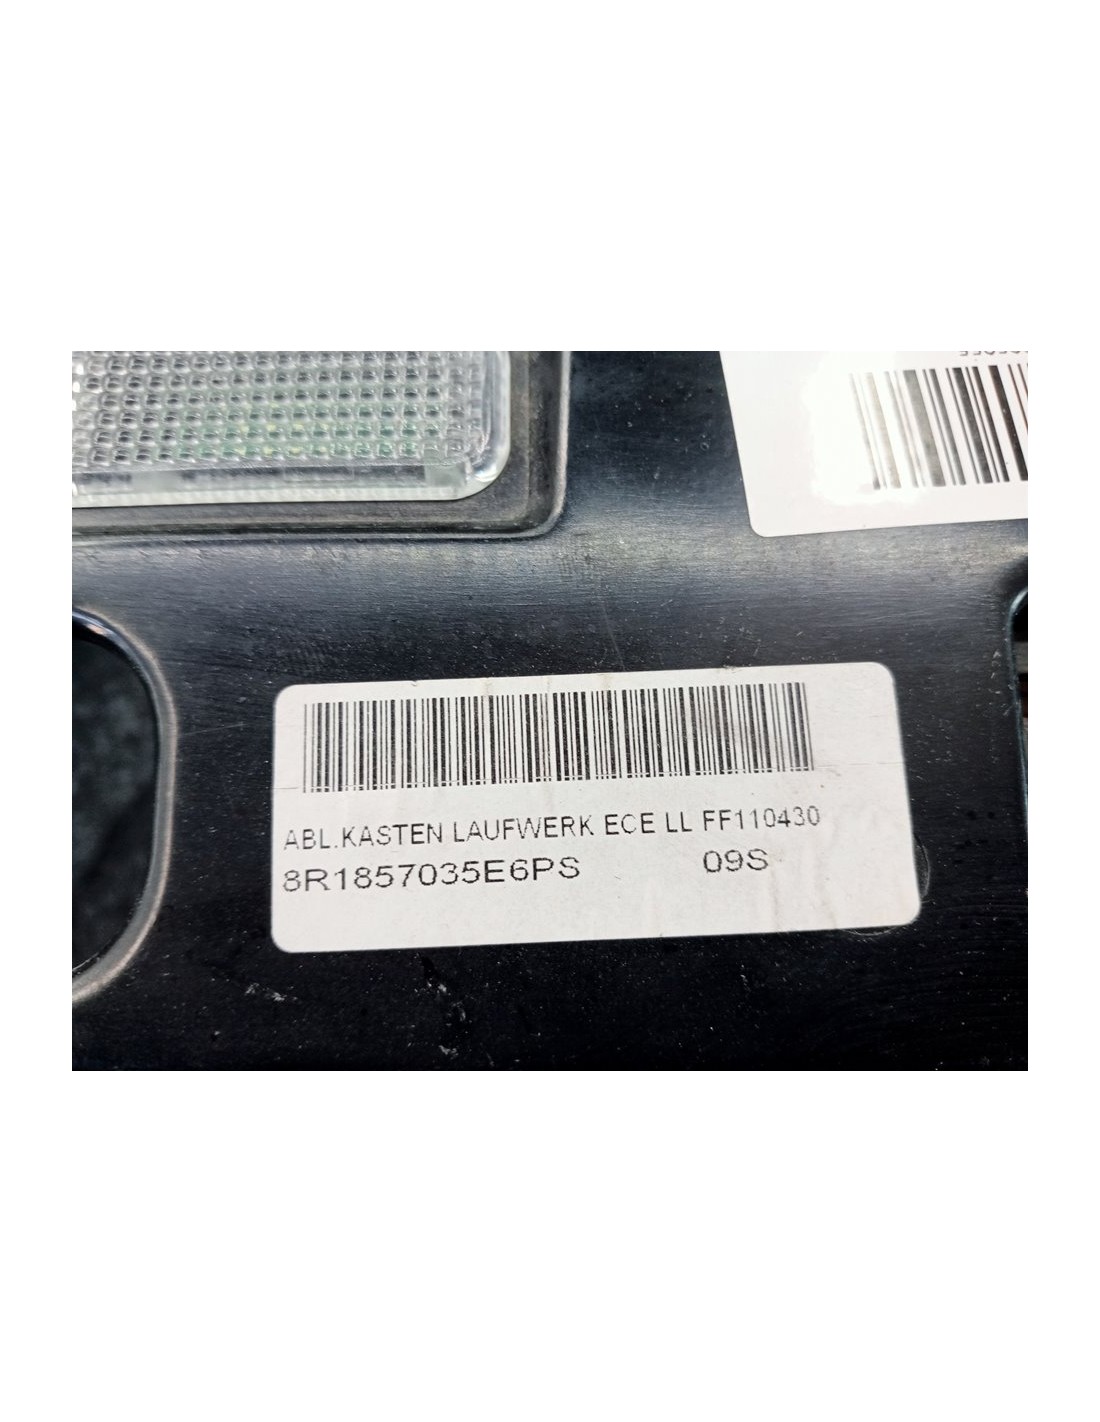 ABL.KASTEN LAUFWERK ECE LL FF110430
8R1857035E6PS 09S